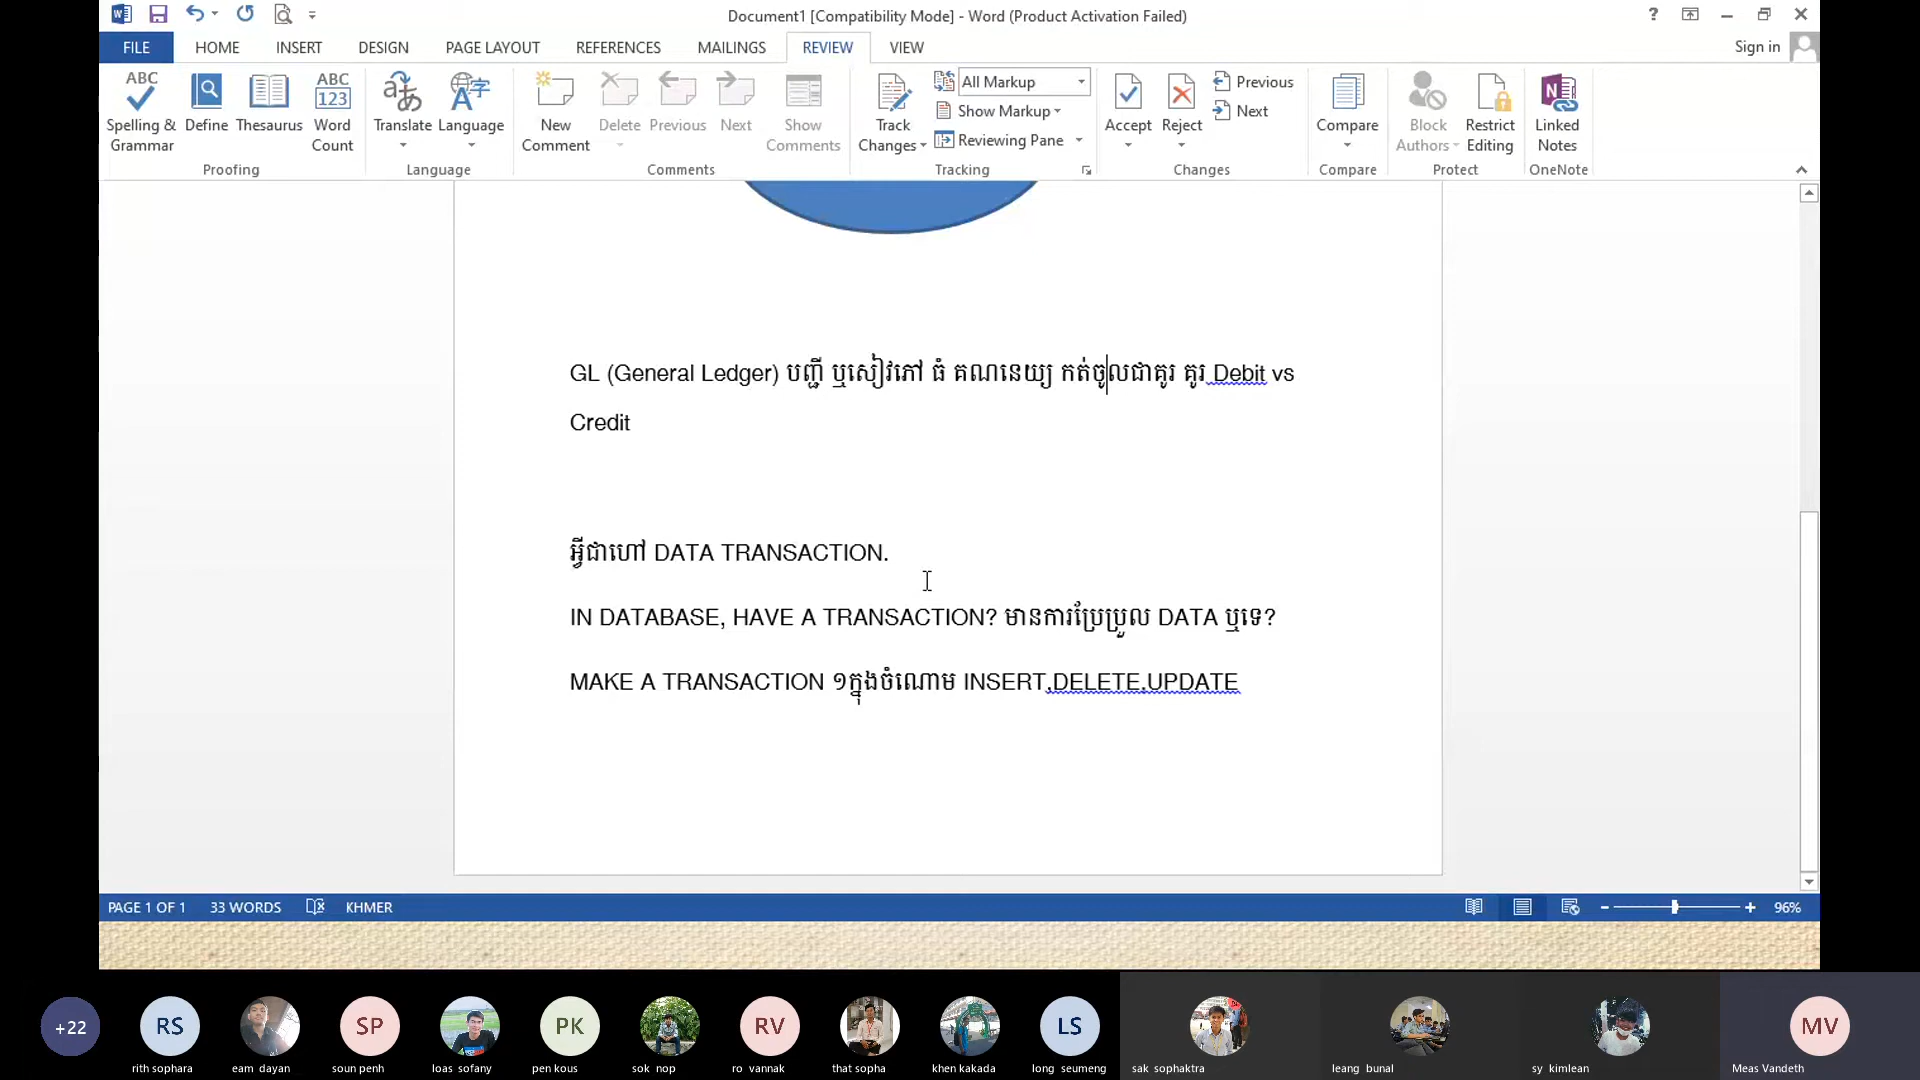 Document1 [Compatibility Mode] - Word (Product Activation Failed)
FILE HOME INSERT DESIGN PAGE LAYOUT REFERENCES MAILINGS REVIEW VIEW Sign in
ABC Spelling & Grammar
Define
Thesaurus
ABC 123 Word Count
Translate
Language
New Comment
Delete
Previous
Next
Show Comments
Track Changes
All Markup
Show Markup
Reviewing Pane
Accept
Reject
Previous
Next
Compare
Block Authors
Restrict Editing
Linked Notes
Proofing Language Comments Tracking Changes Compare Protect OneNote
GL (General Ledger) បញ្ជី ឬសៀវភៅ ធំ គណនេយ្យ កត់ចូលជាគូរ គូរ Debit vs
Credit
អ្វីជាហៅ DATA TRANSACTION.
IN DATABASE, HAVE A TRANSACTION? មានការប្រែប្រួល DATA ឬទេ?
MAKE A TRANSACTION ១ក្នុងចំណោម INSERT,DELETE,UPDATE
PAGE 1 OF 1 33 WORDS KHMER 96%
+22 RS SP PK RV LS MV
rith sophara eam dayan soun penh loas sofany pen kous sok nop ro vannak that sopha khen kakada long seumeng sak sophaktra leang bunal sy kimlean Meas Vandeth